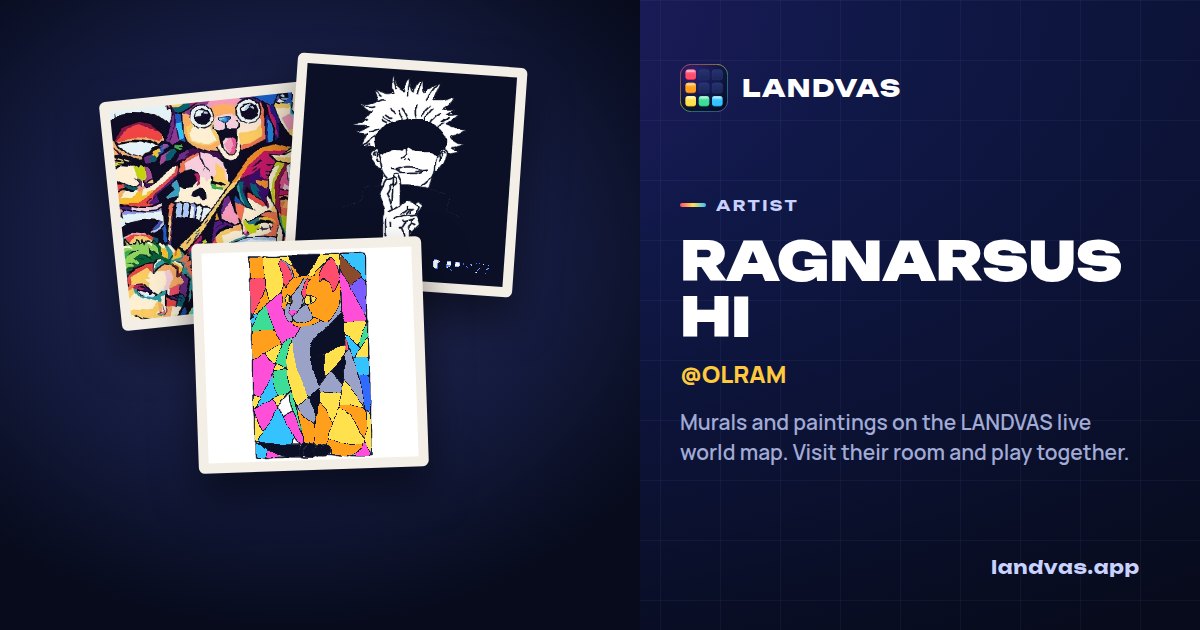 LANDVAS
ARTIST
RAGNARSUS
HI
@OLRAM
Murals and paintings on the LANDVAS live
world map. Visit their room and play together.
landvas.app